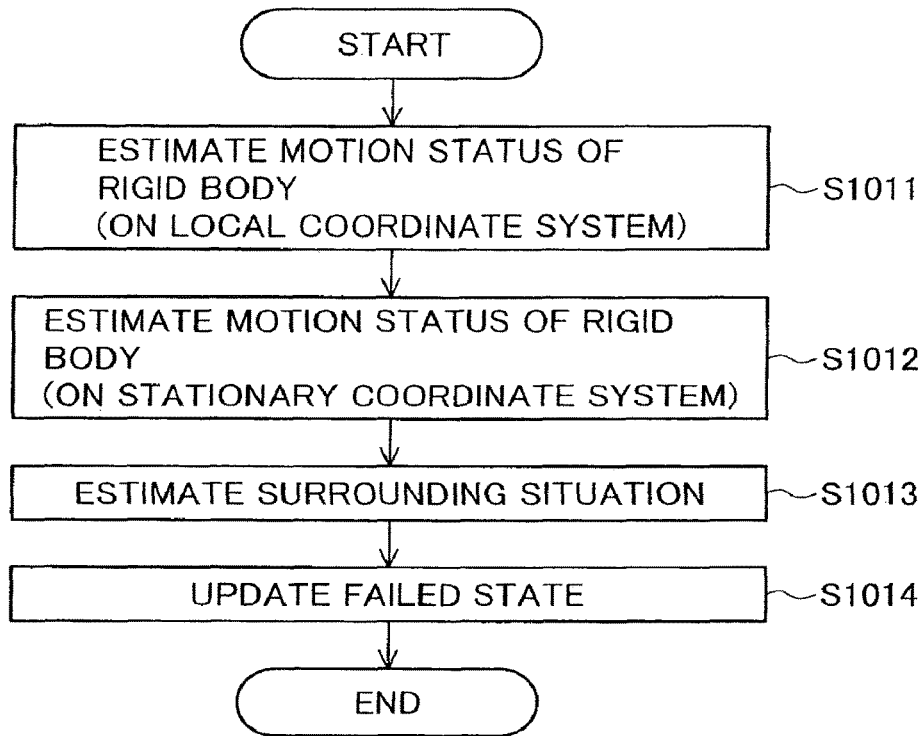 START
ESTIMATE MOTION STATUS OF
RIGID BODY
(ON LOCAL COORDINATE SYSTEM)
S1011
ESTIMATE MOTION STATUS OF RIGID
BODY
(ON STATIONARY COORDINATE SYSTEM)
S1012
ESTIMATE SURROUNDING SITUATION
S1013
UPDATE FAILED STATE
S1014
END